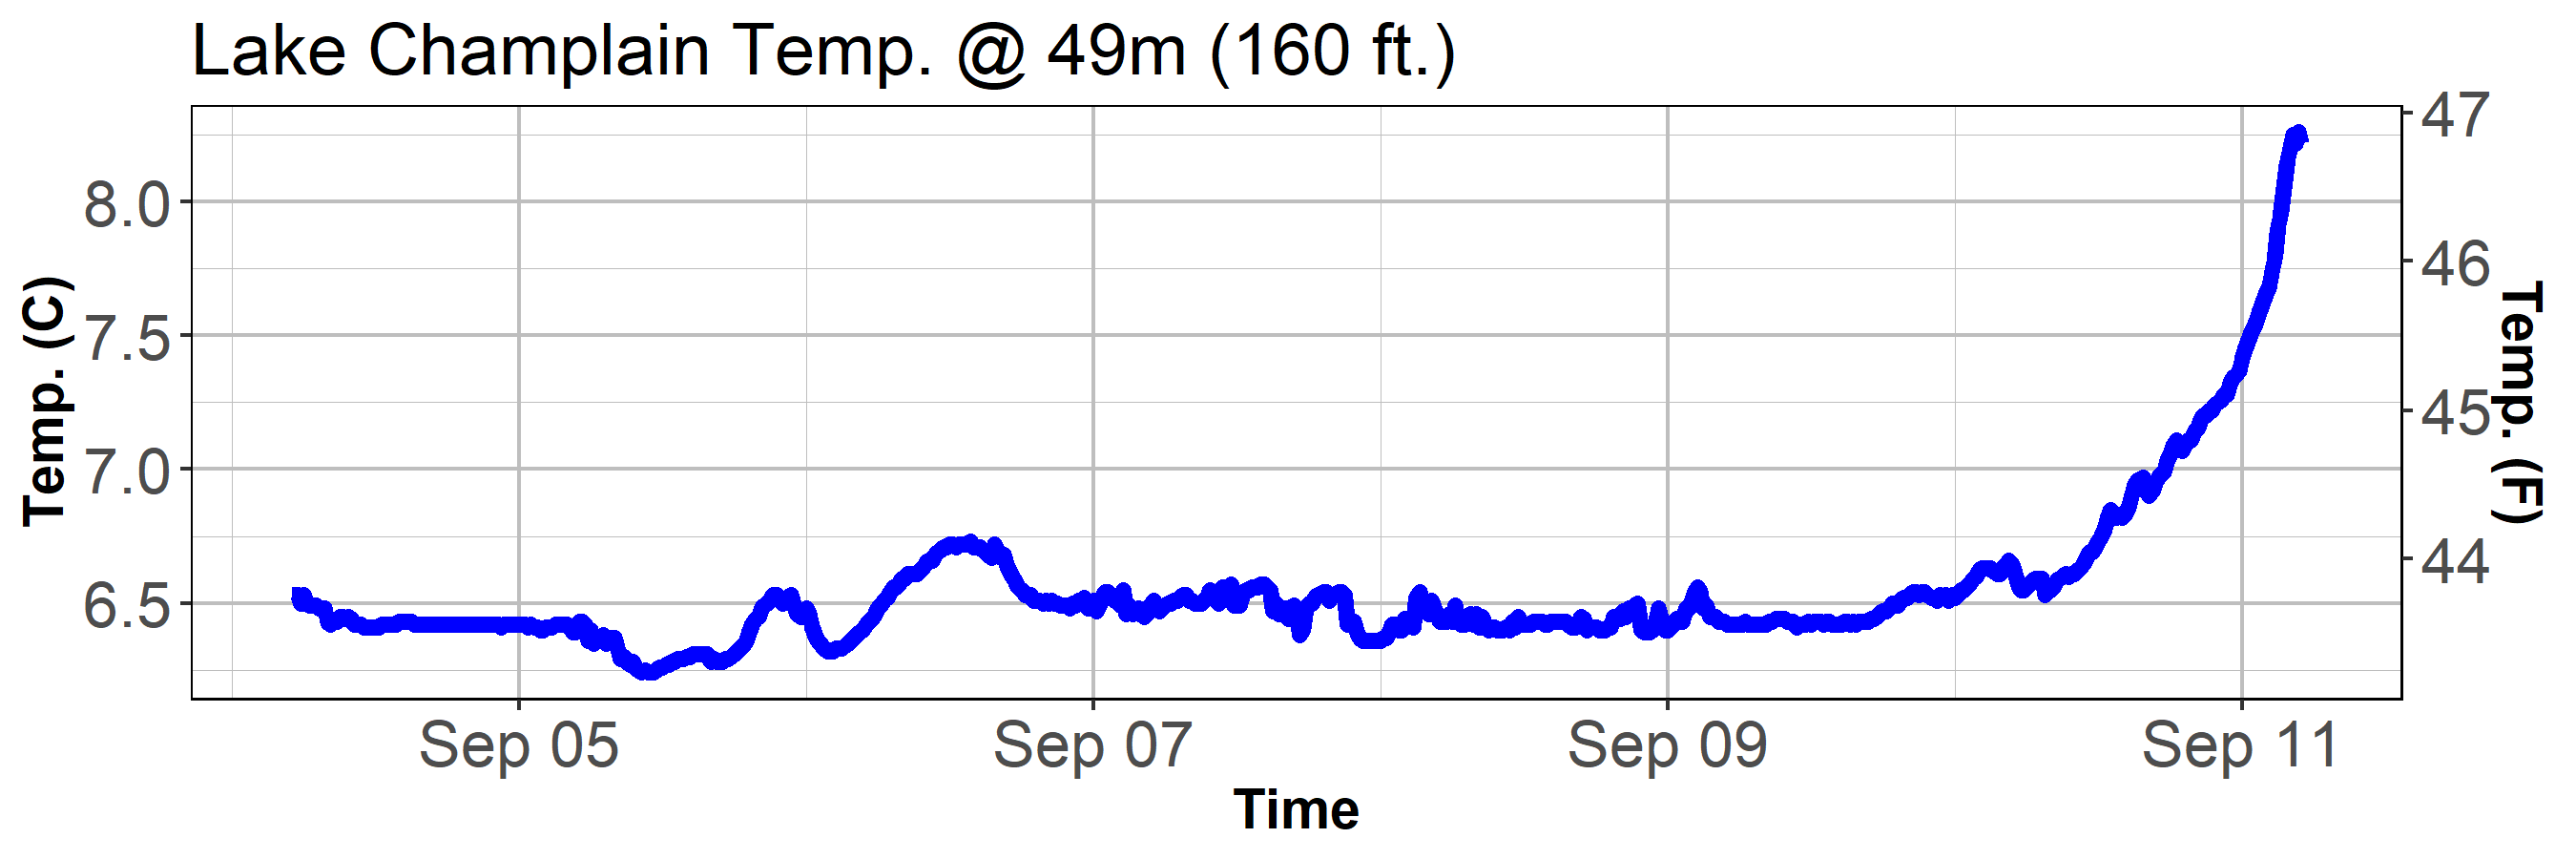 Lake Champlain Temp. @ 49m (160 ft.)
Temp. (C)
8.0
7.5
7.0
6.5
47
46
45
44
Temp. (F)
Sep 05 Sep 07 Sep 09 Sep 11
Time